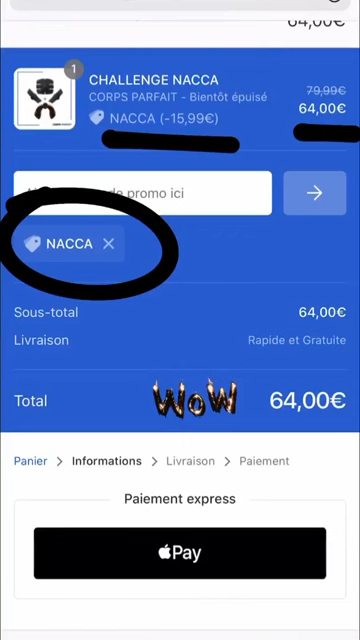 64,00€
1
CHALLENGE NACCA
79,99€
CORPS PARFAIT - Bientôt épuisé
64,00€
NACCA (-15,99€)
de promo ici
NACCA
Sous-total 64,00€
Livraison Rapide et Gratuite
Total WOW 64,00€
Panier > Informations > Livraison > Paiement
Paiement express
Pay